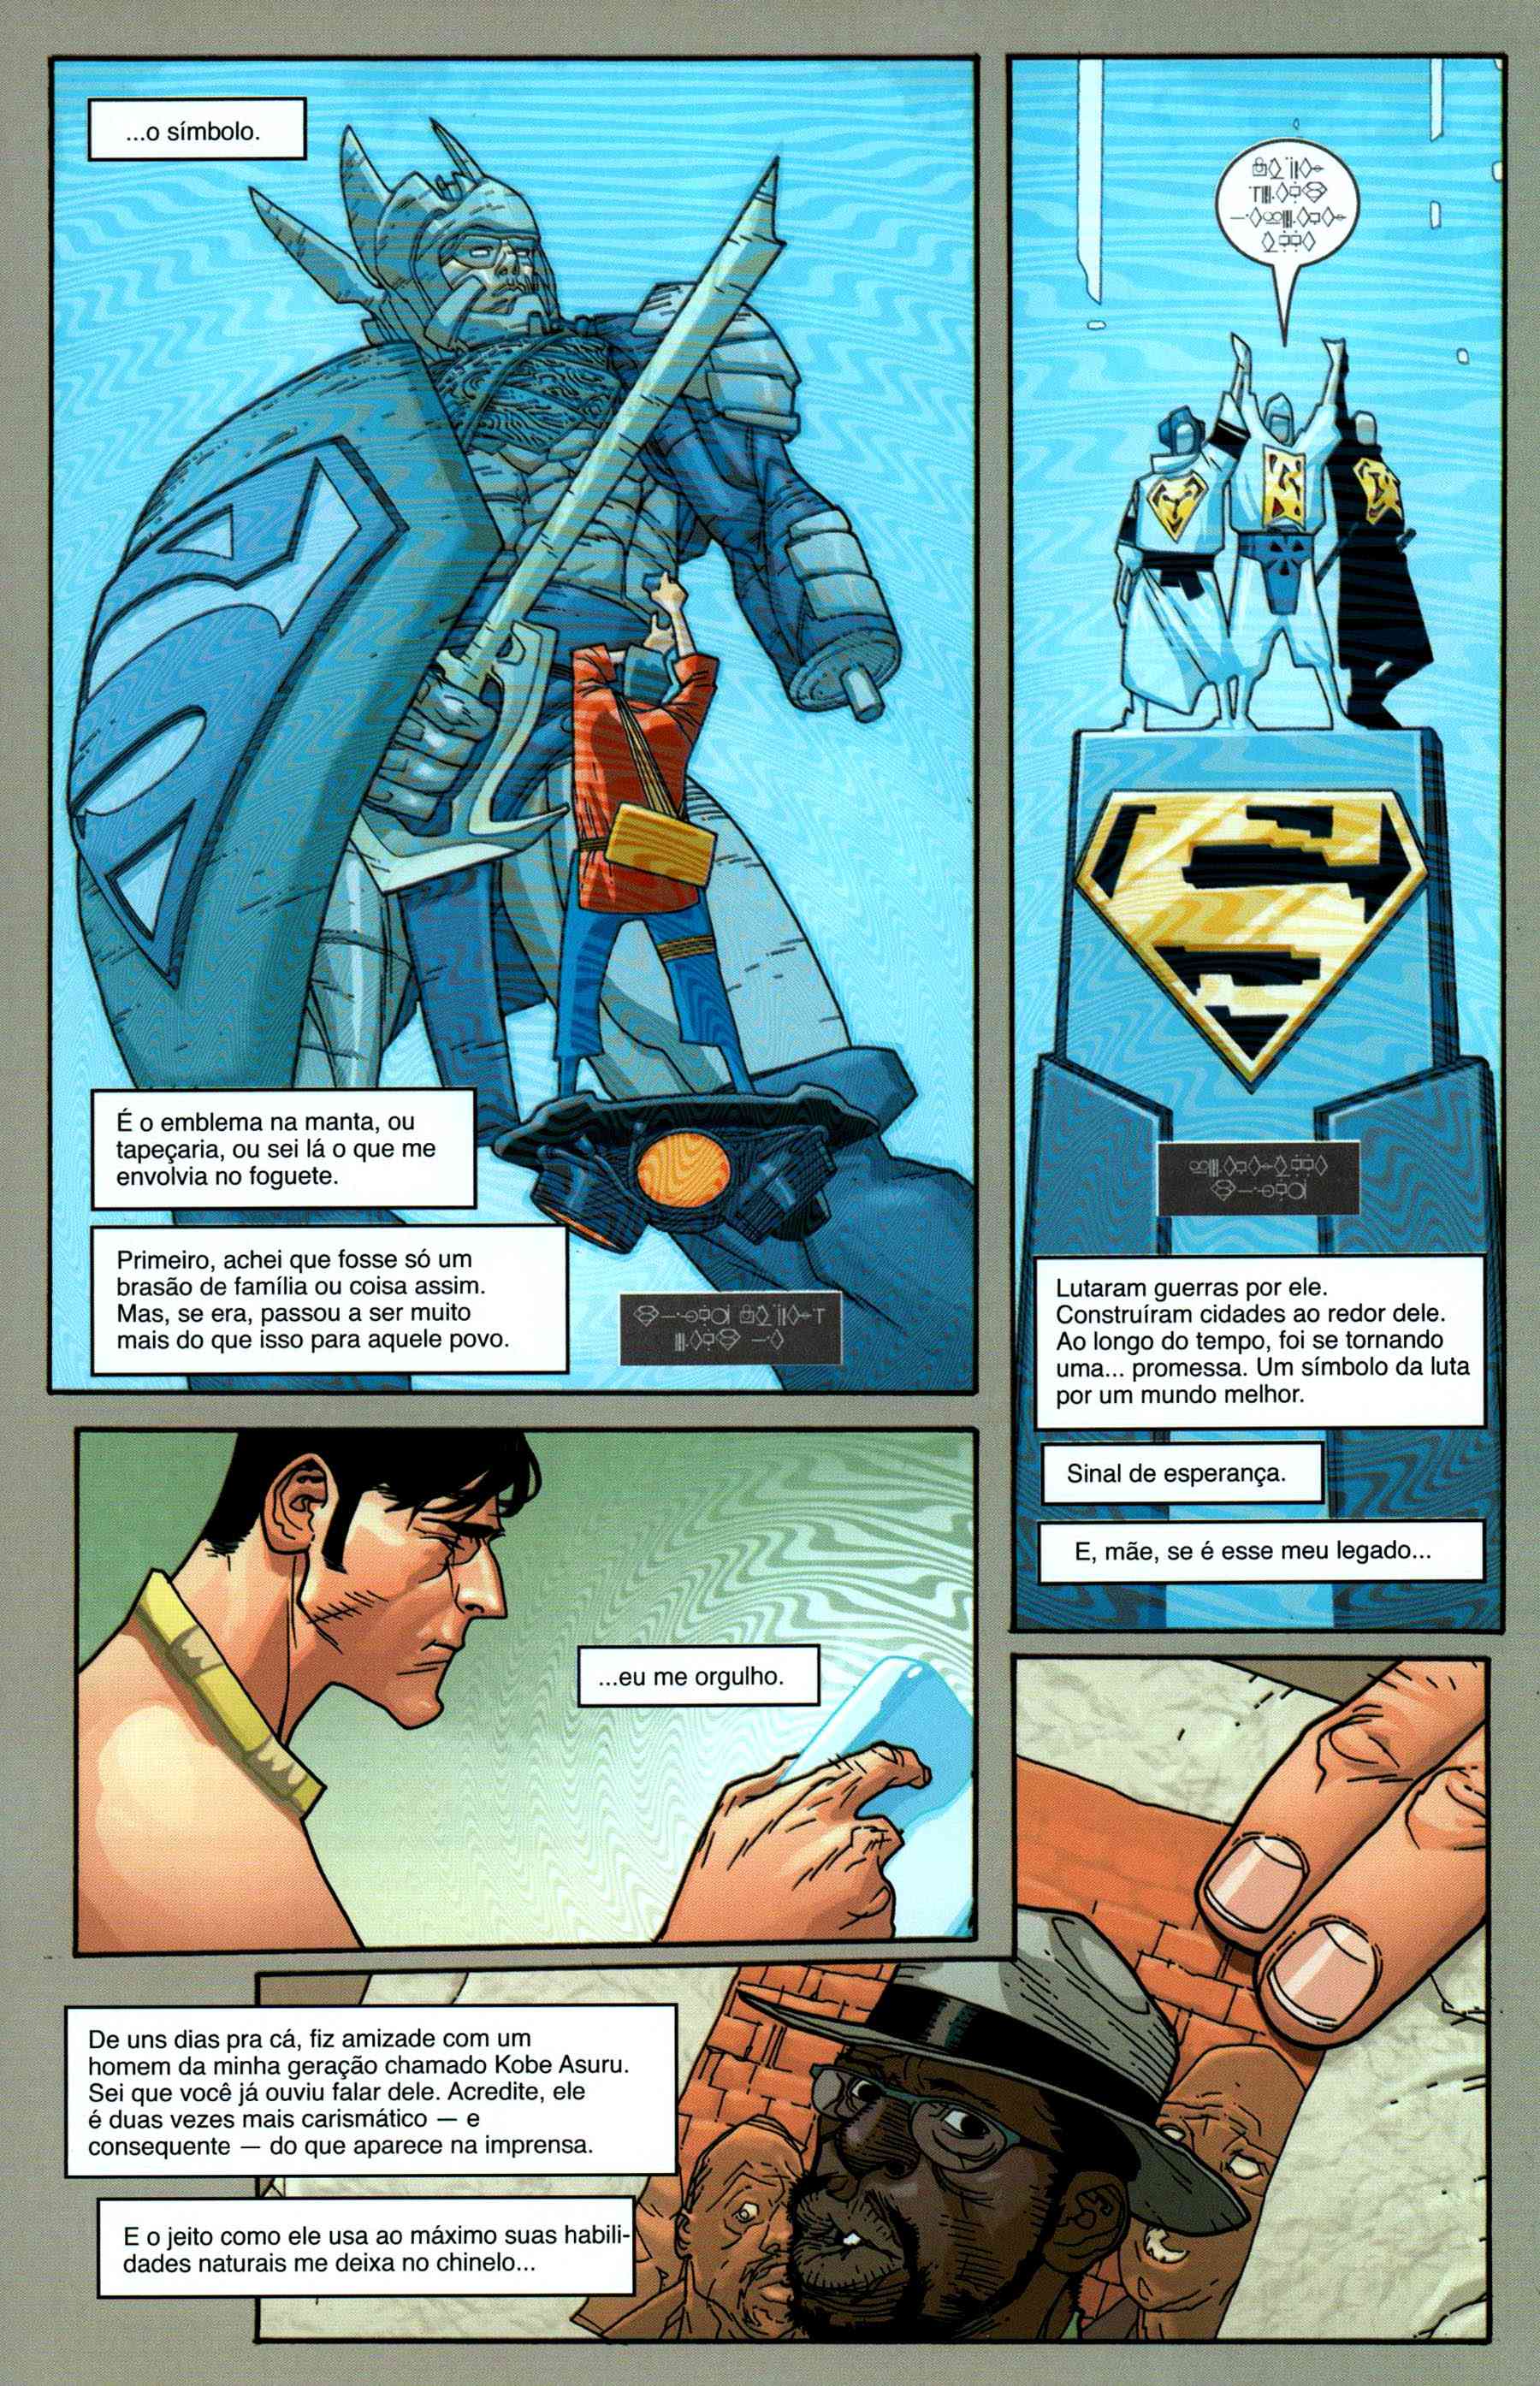 ...o símbolo.
É o emblema na manta, ou
tapeçaria, ou sei lá o que me
envolvia no foguete.
Primeiro, achei que fosse só um
brasão de família ou coisa assim.
Mas, se era, passou a ser muito
mais do que isso para aquele povo.
Lutaram guerras por ele.
Construíram cidades ao redor dele.
Ao longo do tempo, foi se tornando
uma... promessa. Um símbolo da luta
por um mundo melhor.
Sinal de esperança.
E, mãe, se é esse meu legado...
...eu me orgulho.
De uns dias pra cá, fiz amizade com um
homem da minha geração chamado Kobe Asuru.
Sei que você já ouviu falar dele. Acredite, ele
é duas vezes mais carismático — e
consequente — do que aparece na imprensa.
E o jeito como ele usa ao máximo suas habili-
dades naturais me deixa no chinelo...